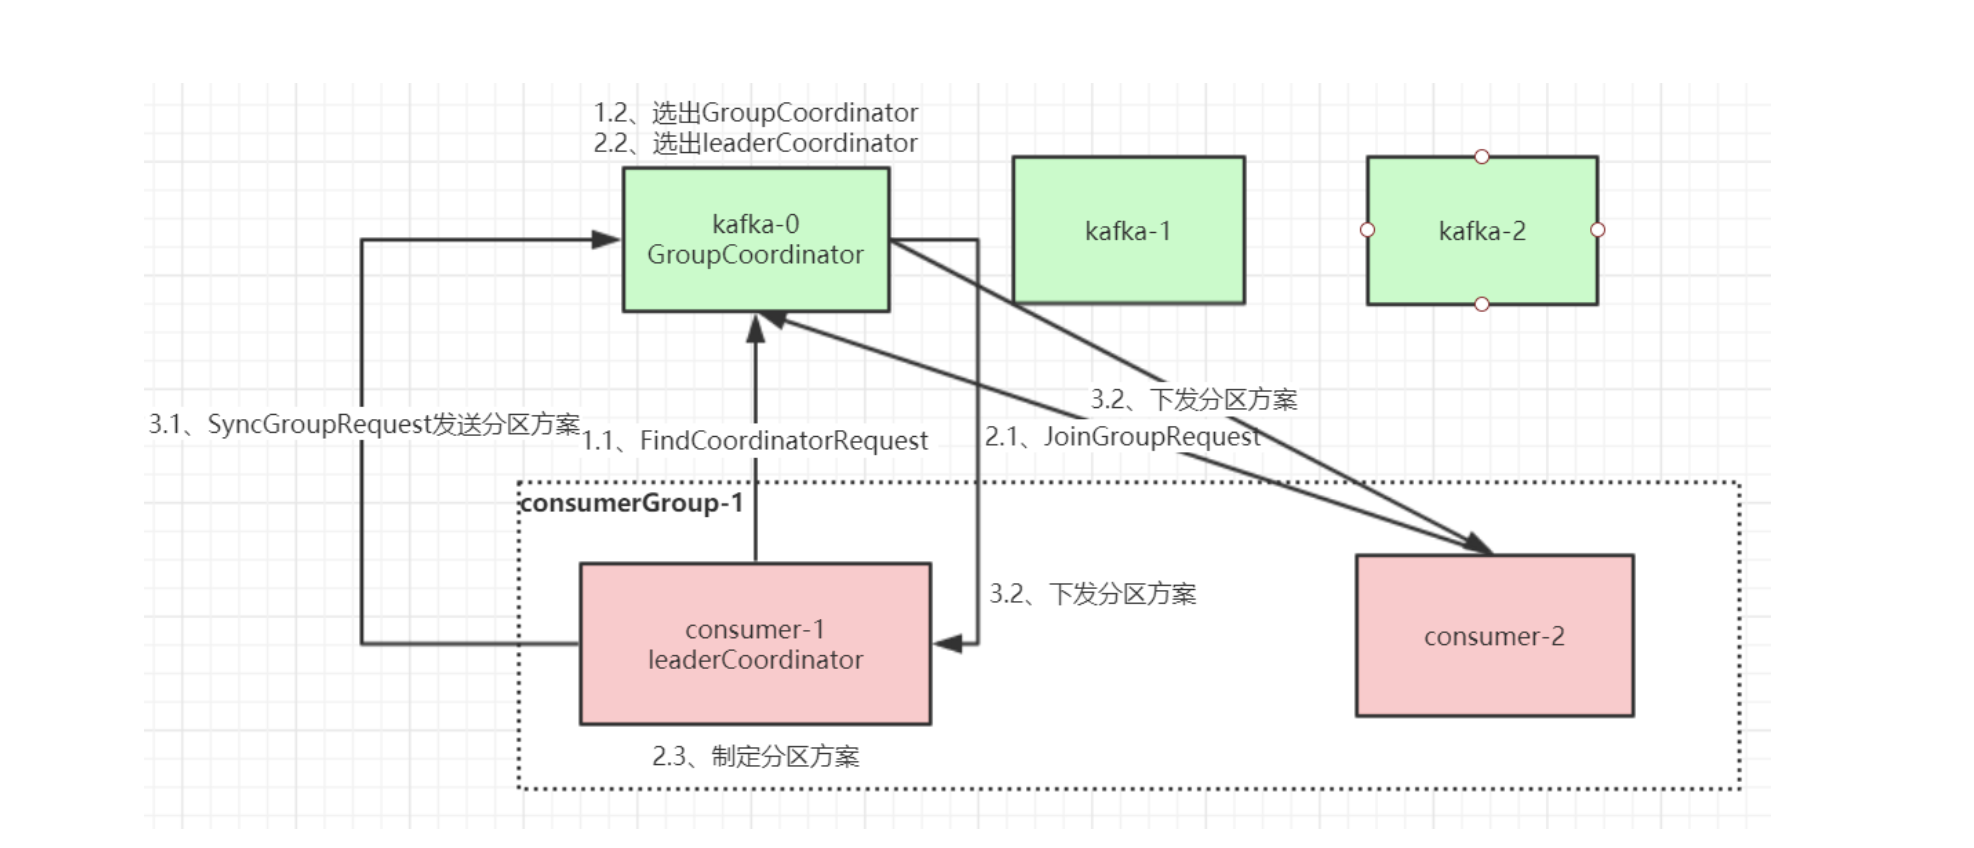 1.2、选出GroupCoordinator
2.2、选出leaderCoordinator
kafka-0
GroupCoordinator
kafka-1
kafka-2
3.2、下发分区方案
3.1、SyncGroupRequest发送分区方案
1.1、FindCoordinatorRequest
2.1、JoinGroupRequest
consumerGroup-1
3.2、下发分区方案
consumer-1
leaderCoordinator
consumer-2
2.3、制定分区方案